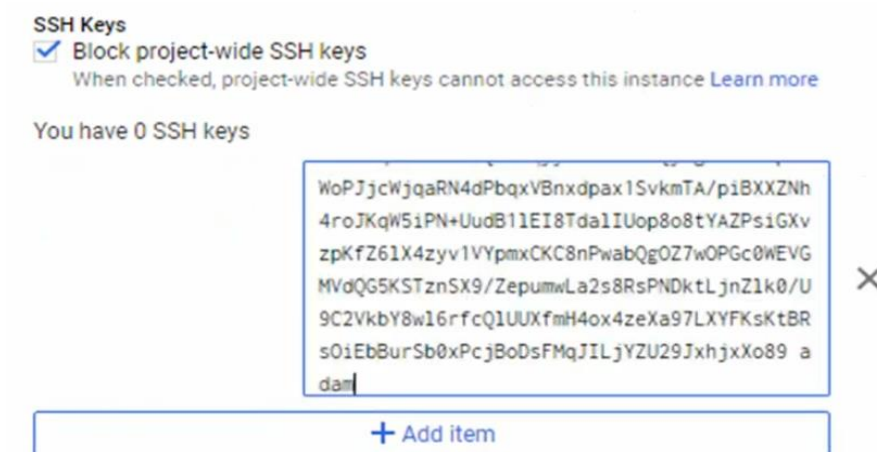 SSH Keys
Block project-wide SSH keys
When checked, project-wide SSH keys cannot access this instance Learn more
You have 0 SSH keys
WoPJjcWjqaRN4dPbqxVBnxdpax1SvkmTA/piBXXZNh
4roJKqW5iPN+UudB1lEI8TdalIUop8o8tYAZPsiGXv
zpKfZ6lX4zyv1VYpmxCKC8nPwabQgOZ7wOPGc0WEVG
MVdQG5KSTznSX9/ZepumwLa2s8RsPNDktLjnZlk0/U
9C2VkbY8wl6rfcQlUUXfmH4ox4zeXa97LXYFKsKtBR
sOiEbBurSb0xPcjBoDsFMqJILjYZU29JxhjxXo89 a
dam
+ Add item